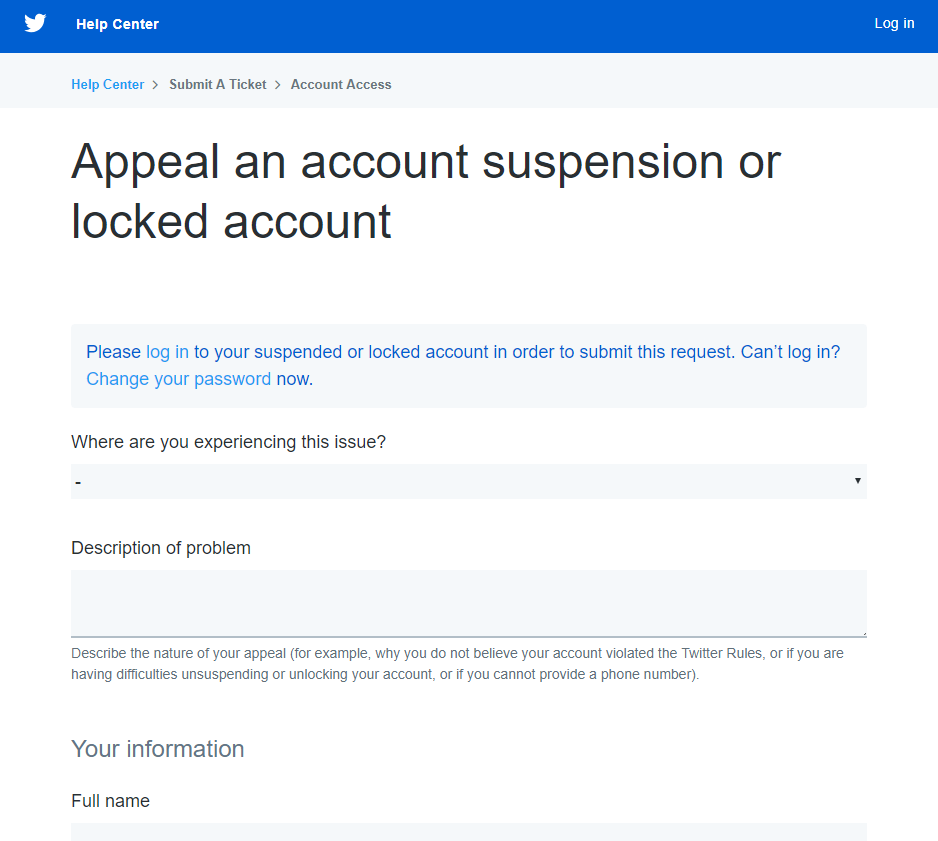 Help Center
Log in
Help Center > Submit A Ticket > Account Access
Appeal an account suspension or
locked account
Please log in to your suspended or locked account in order to submit this request. Can’t log in?
Change your password now.
Where are you experiencing this issue?
-
Description of problem
Describe the nature of your appeal (for example, why you do not believe your account violated the Twitter Rules, or if you are
having difficulties unsuspending or unlocking your account, or if you cannot provide a phone number).
Your information
Full name